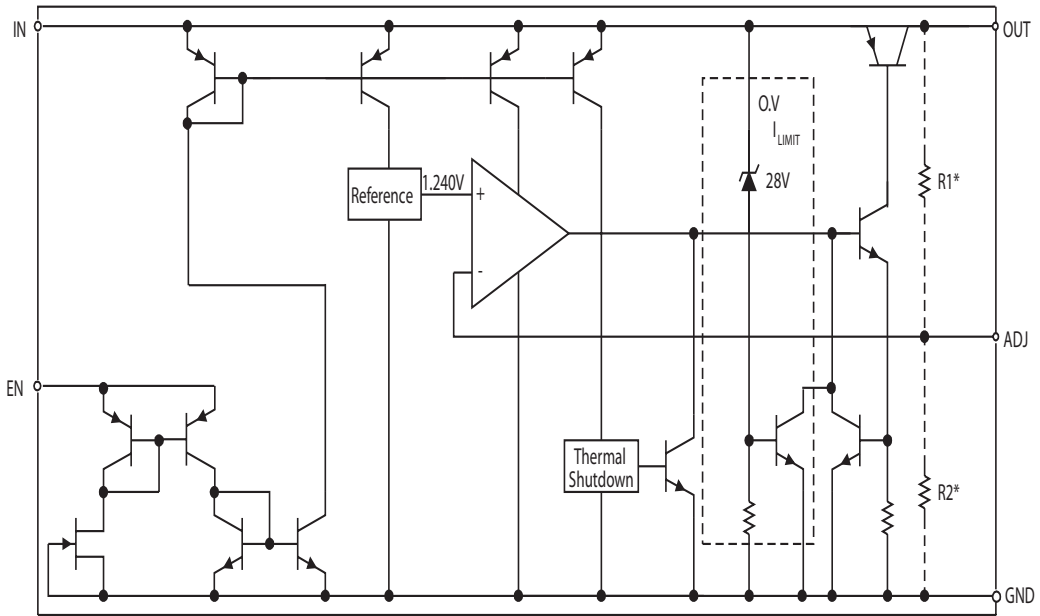 IN
OUT
O.V
I LIMIT
28V
R1*
Reference
1.240V
+
-
ADJ
EN
Thermal
Shutdown
R2*
GND